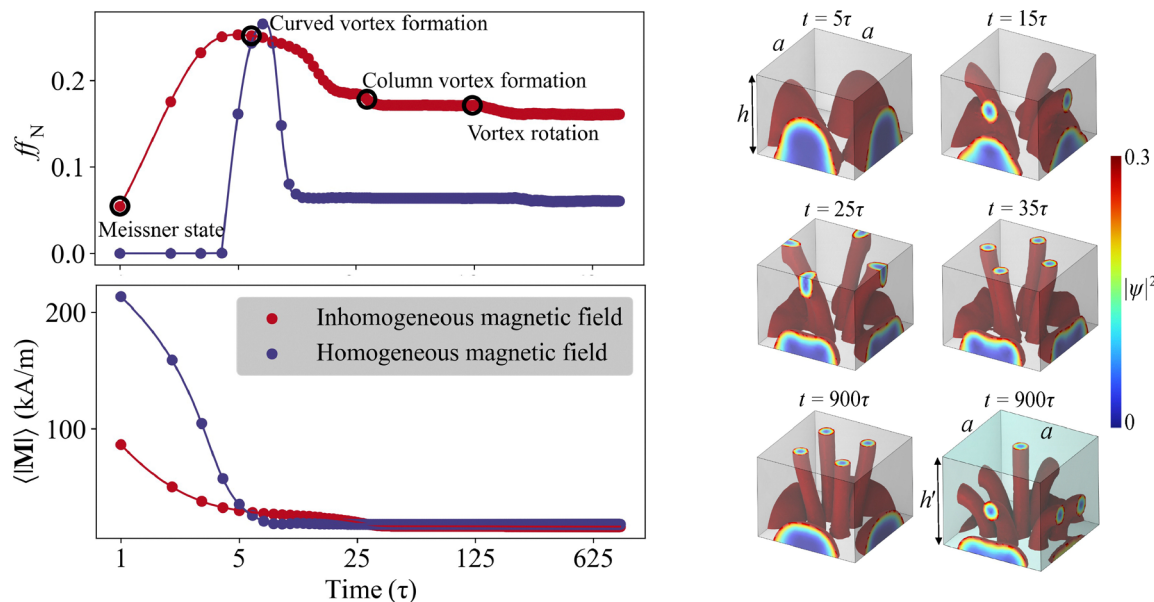 Curved vortex formation
0.2
Column vortex formation
ffN
0.1
Vortex rotation
Meissner state
0.0
200
Inhomogeneous magnetic field
Homogeneous magnetic field
⟨|M|⟩ (kA/m)
100
1 5 25 125 625
Time (τ)
t = 5τ t = 15τ
a a
h
0.3
t = 25τ t = 35τ
|ψ|²
t = 900τ t = 900τ
a a
0
h′